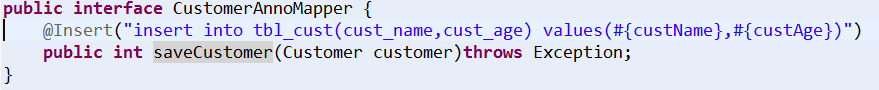 public interface CustomerAnnoMapper {
@Insert("insert into tbl_cust(cust_name,cust_age) values(#{custName},#{custAge})")
public int saveCustomer(Customer customer)throws Exception;
}